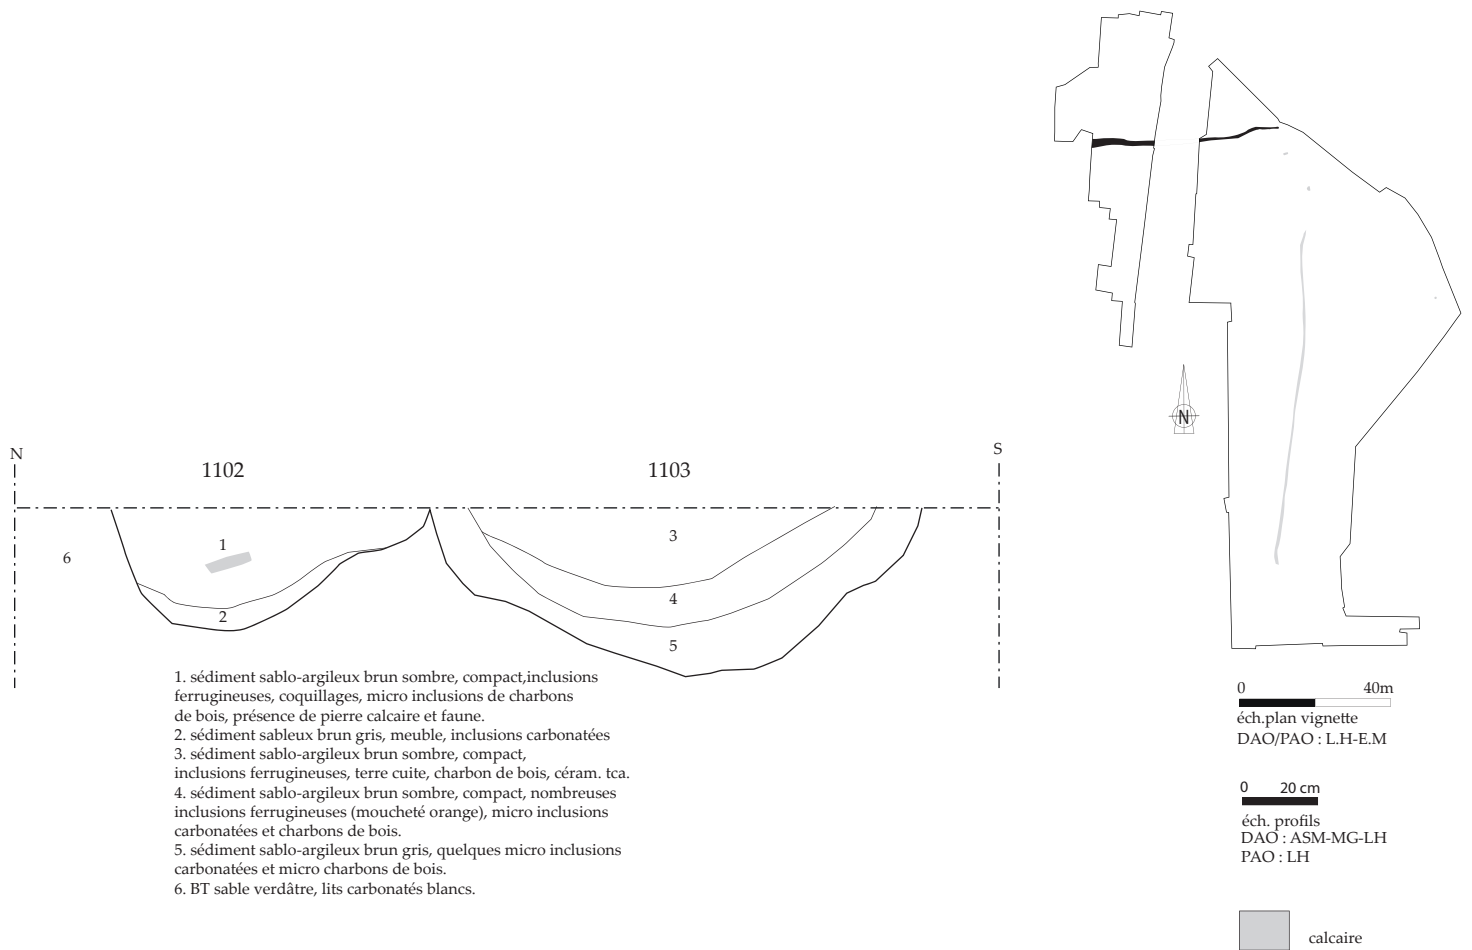 N
S
1102
1103
1
2
3
4
5
6
1. sédiment sablo-argileux brun sombre, compact,inclusions
ferrugineuses, coquillages, micro inclusions de charbons
de bois, présence de pierre calcaire et faune.
2. sédiment sableux brun gris, meuble, inclusions carbonatées
3. sédiment sablo-argileux brun sombre, compact,
inclusions ferrugineuses, terre cuite, charbon de bois, céram. tca.
4. sédiment sablo-argileux brun sombre, compact, nombreuses
inclusions ferrugineuses (moucheté orange), micro inclusions
carbonatées et charbons de bois.
5. sédiment sablo-argileux brun gris, quelques micro inclusions
carbonatées et micro charbons de bois.
6. BT sable verdâtre, lits carbonatés blancs.
N
0 40m
éch.plan vignette
DAO/PAO : L.H-E.M
0 20 cm
éch. profils
DAO : ASM-MG-LH
PAO : LH
calcaire